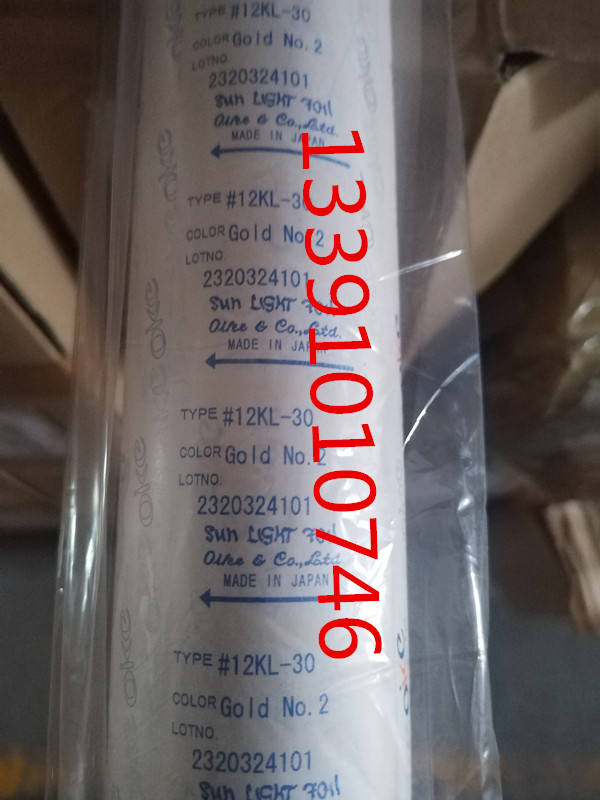 TYPE #12KL-30
COLOR Gold No. 2
LOTNO.
2320324101
Sun LIGHT Foil
Oike & Co., Ltd.
MADE IN JAPAN
TYPE #12KL-30
COLOR Gold No. 2
LOTNO.
2320324101
Sun LIGHT Foil
Oike & Co., Ltd.
MADE IN JAPAN
TYPE #12KL-30
COLOR Gold No. 2
LOTNO.
2320324101
Sun LIGHT Foil
Oike & Co., Ltd.
MADE IN JAPAN
TYPE #12KL-30
COLOR Gold No. 2
LOTNO.
2320324101
Sun LIGHT Foil
13391010746